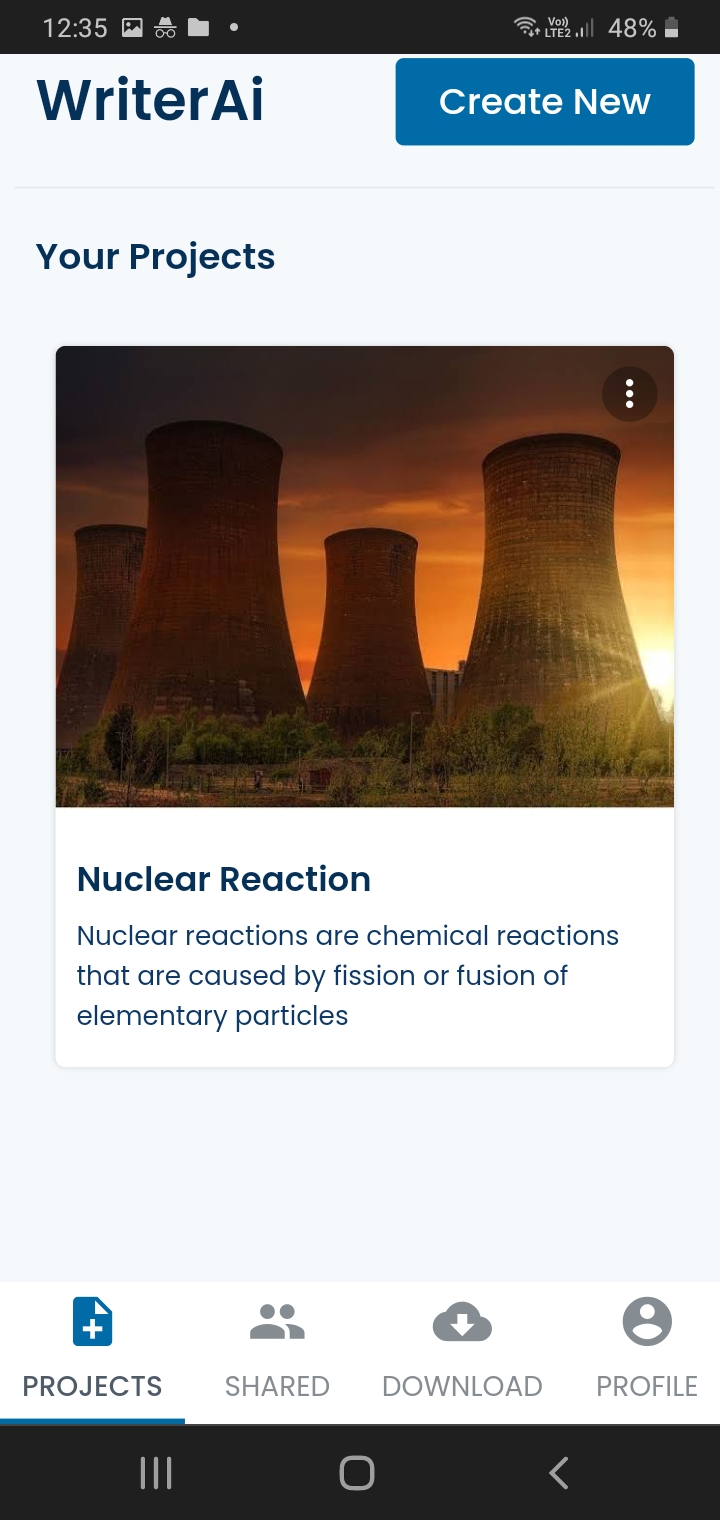 12:35
Vo))
LTE2
48%
WriterAi
Create New
Your Projects
Nuclear Reaction
Nuclear reactions are chemical reactions
that are caused by fission or fusion of
elementary particles
PROJECTS
SHARED
DOWNLOAD
PROFILE